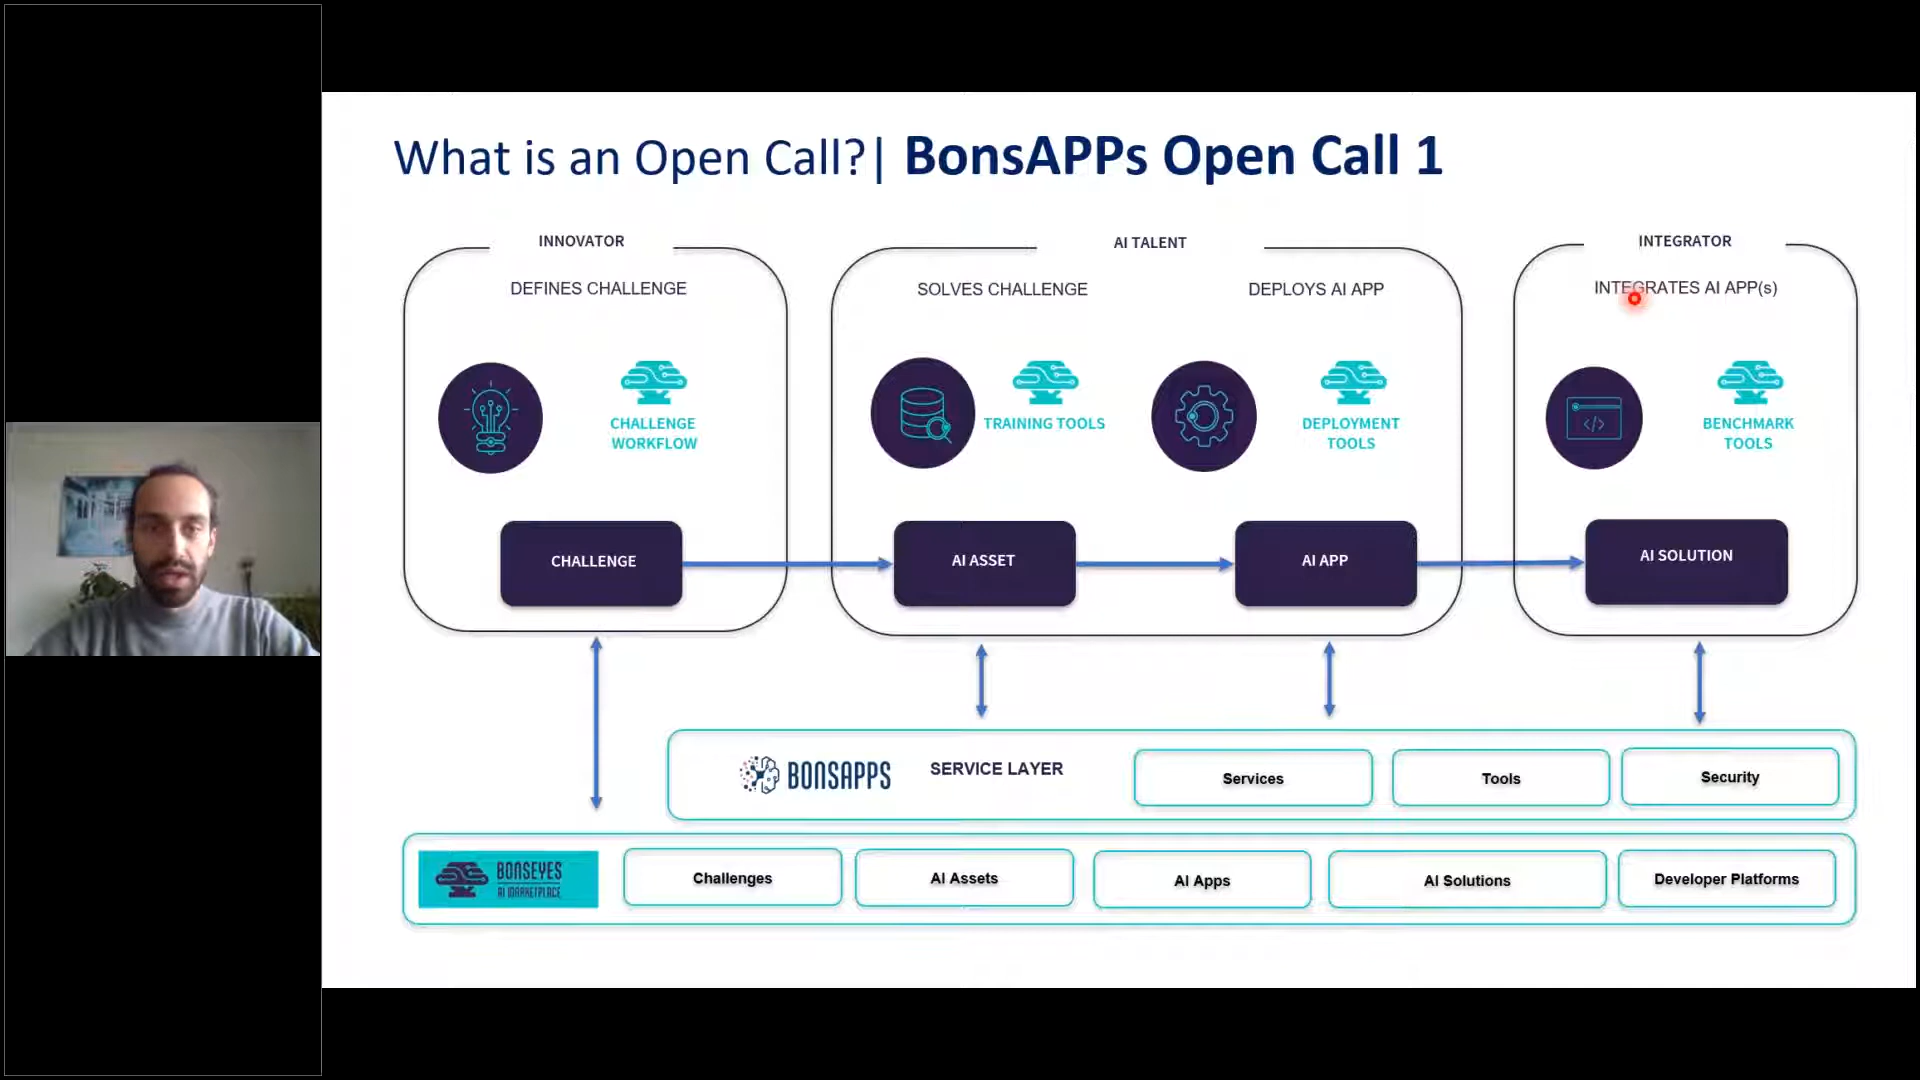 What is an Open Call?| BonsAPPs Open Call 1
INNOVATOR
DEFINES CHALLENGE
CHALLENGE
WORKFLOW
CHALLENGE
AI TALENT
SOLVES CHALLENGE
DEPLOYS AI APP
TRAINING TOOLS
DEPLOYMENT
TOOLS
AI ASSET
AI APP
INTEGRATOR
INTEGRATES AI APP(s)
BENCHMARK
TOOLS
</>
AI SOLUTION
BONSAPPS
SERVICE LAYER
Services
Tools
Security
BONSEYES
AI MARKETPLACE
Challenges
AI Assets
AI Apps
AI Solutions
Developer Platforms